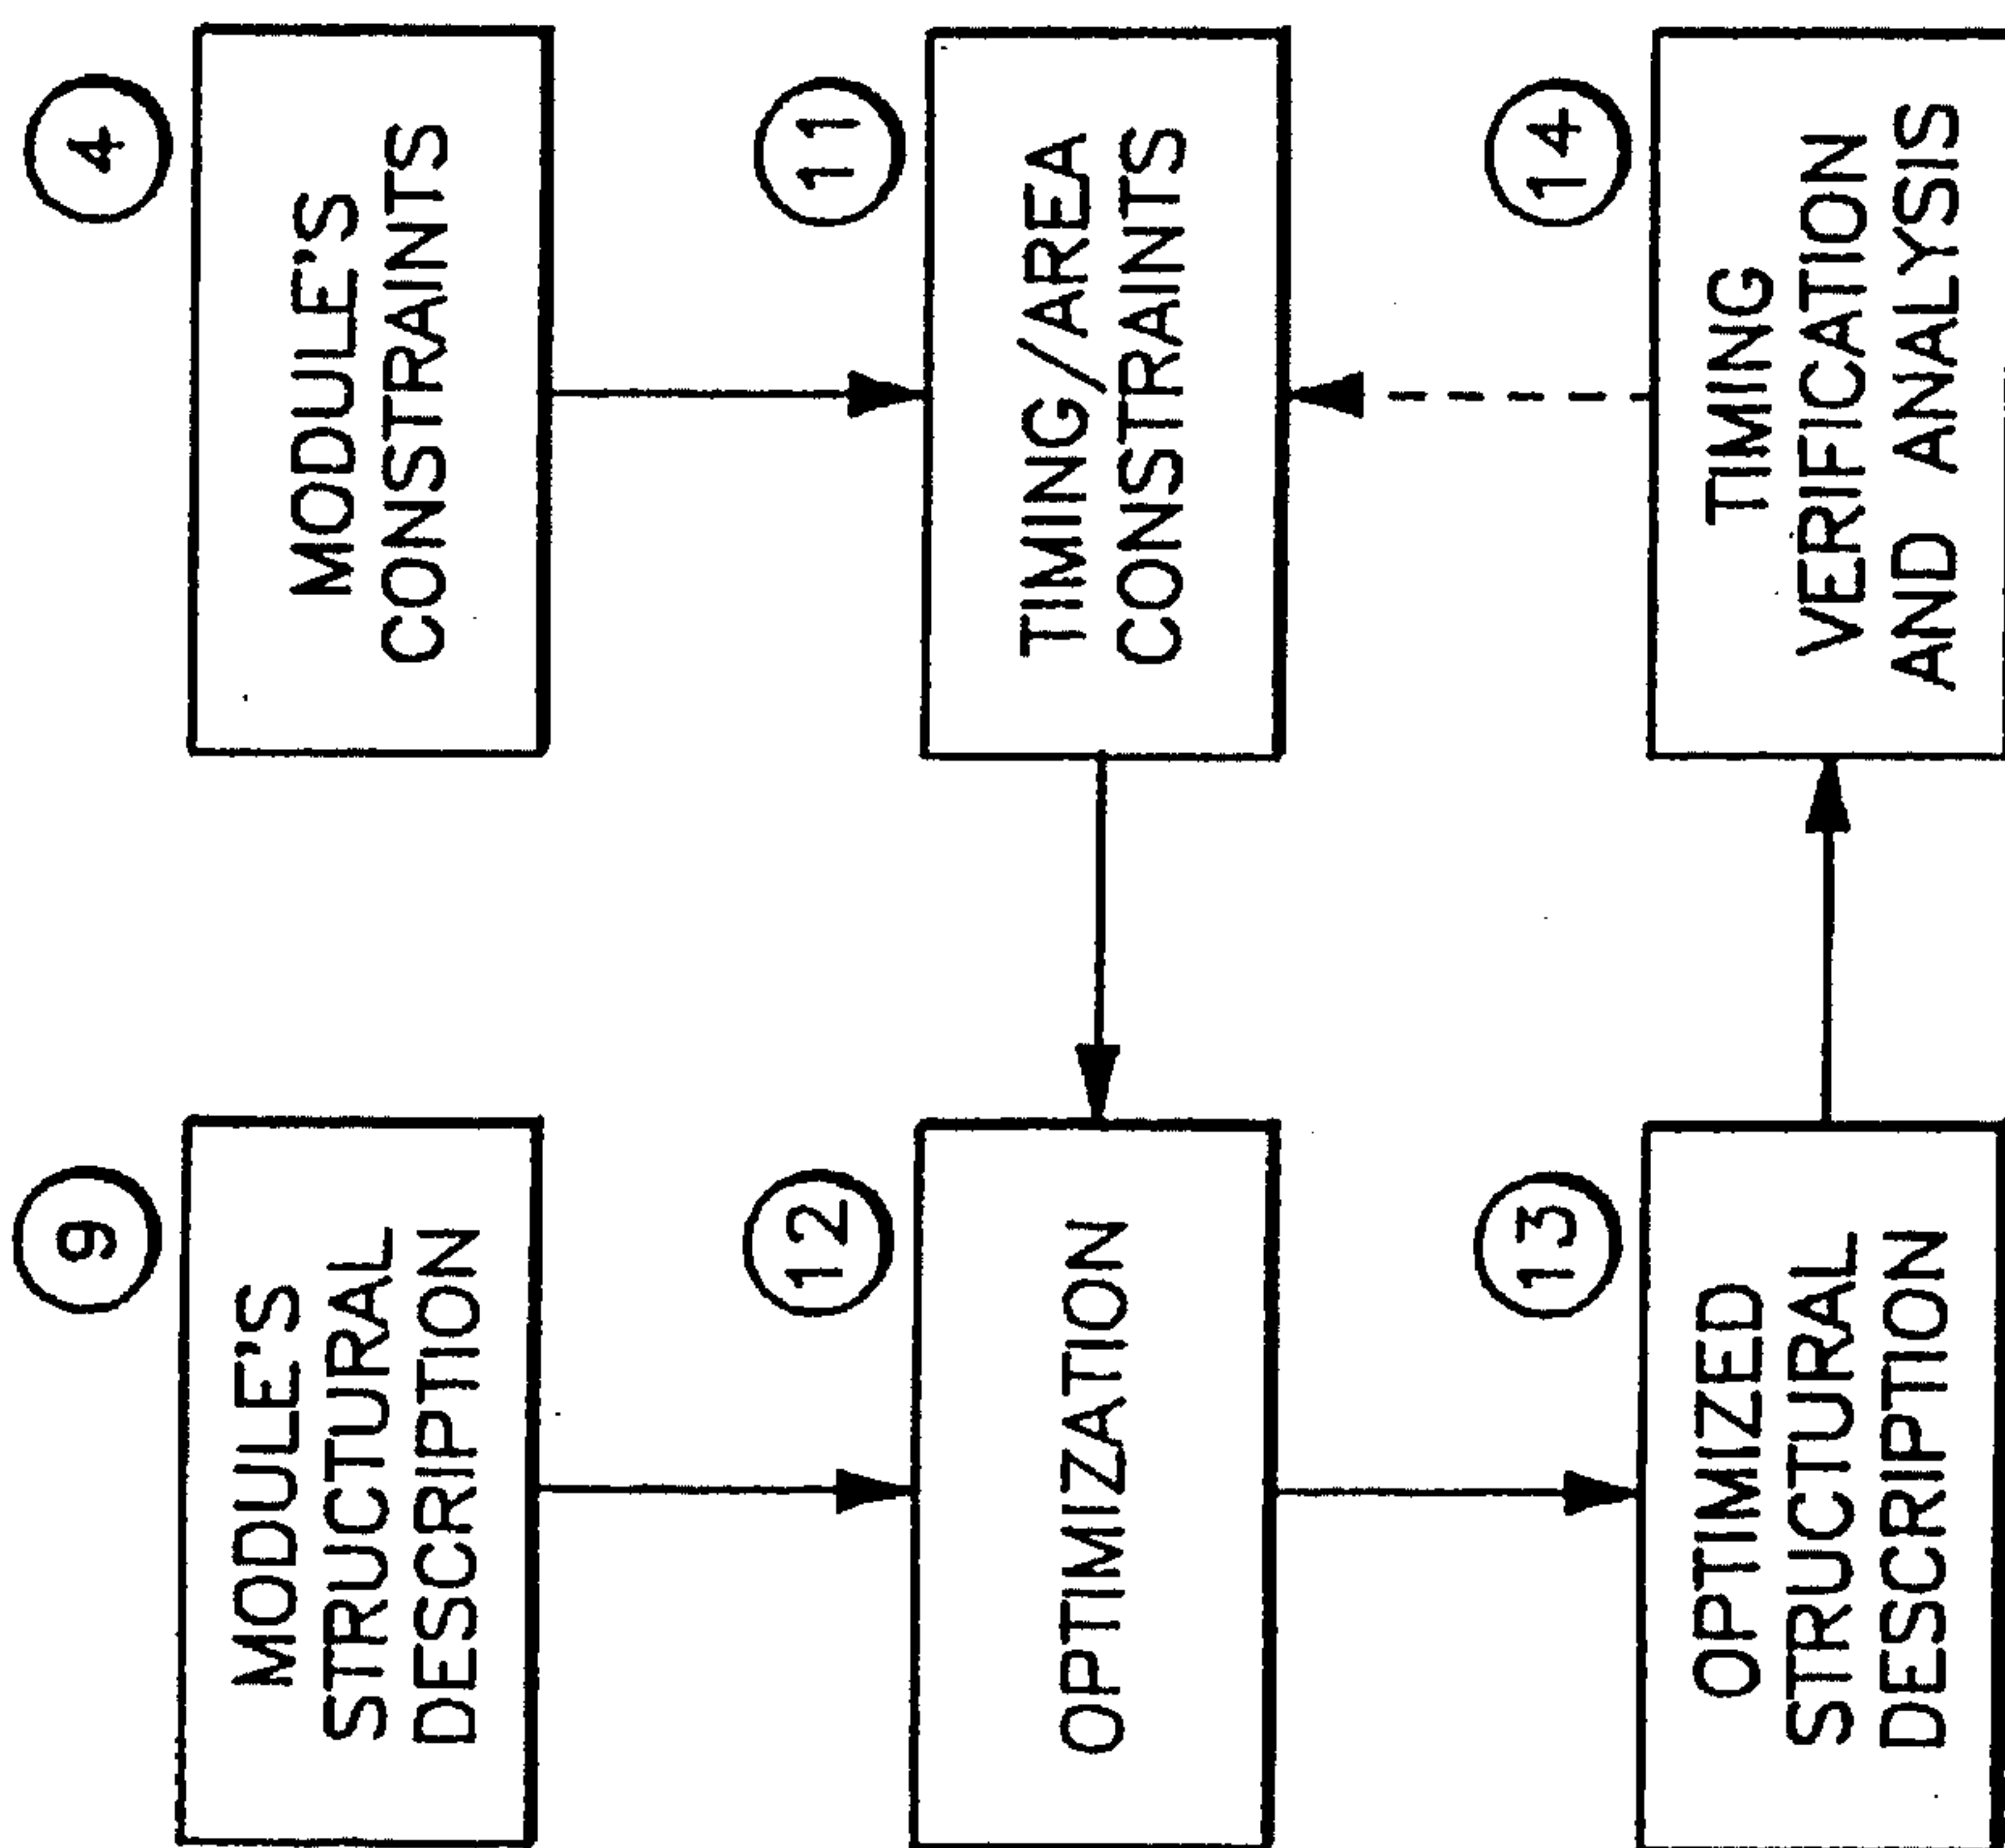 9
MODULE'S
STRUCTURAL
DESCRIPTION
4
MODULE'S
CONSTRAINTS
12
OPTIMIZATION
11
TIMING/AREA
CONSTRAINTS
13
OPTIMIZED
STRUCTURAL
DESCRIPTION
14
TIMING
VERIFICATION
AND ANALYSIS